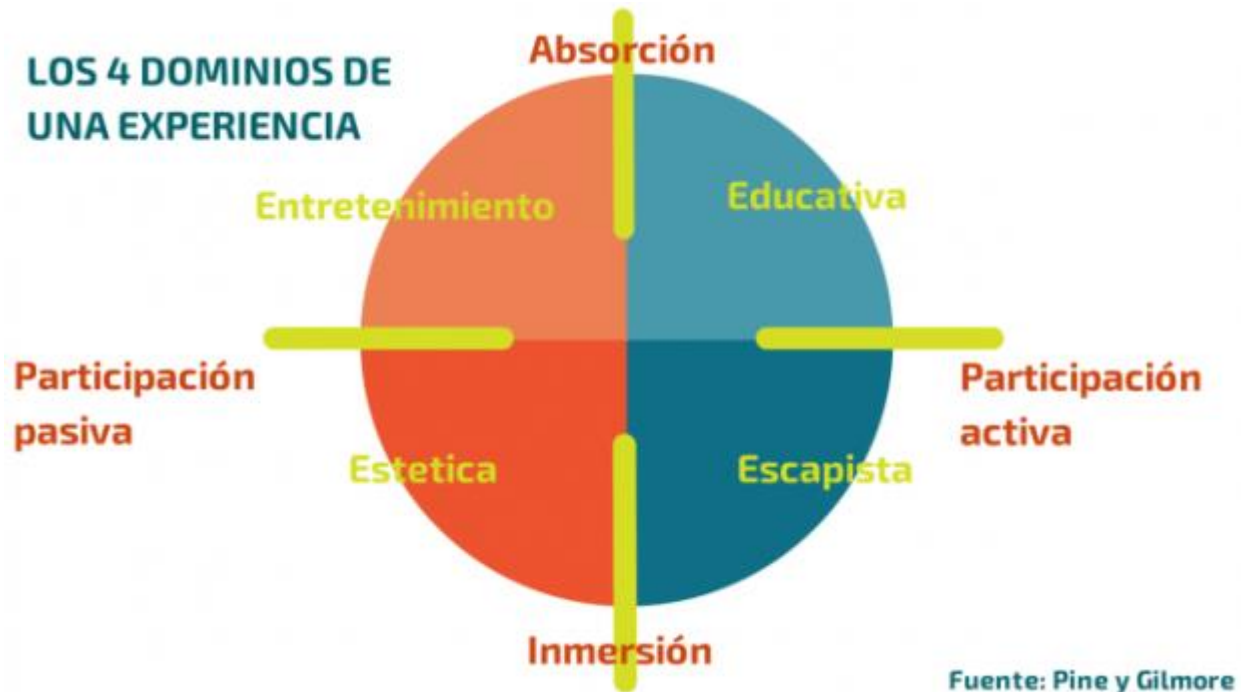 LOS 4 DOMINIOS DE
UNA EXPERIENCIA
Absorción
Entretenimiento
Educativa
Participación
pasiva
Participación
activa
Estetica
Escapista
Inmersión
Fuente: Pine y Gilmore